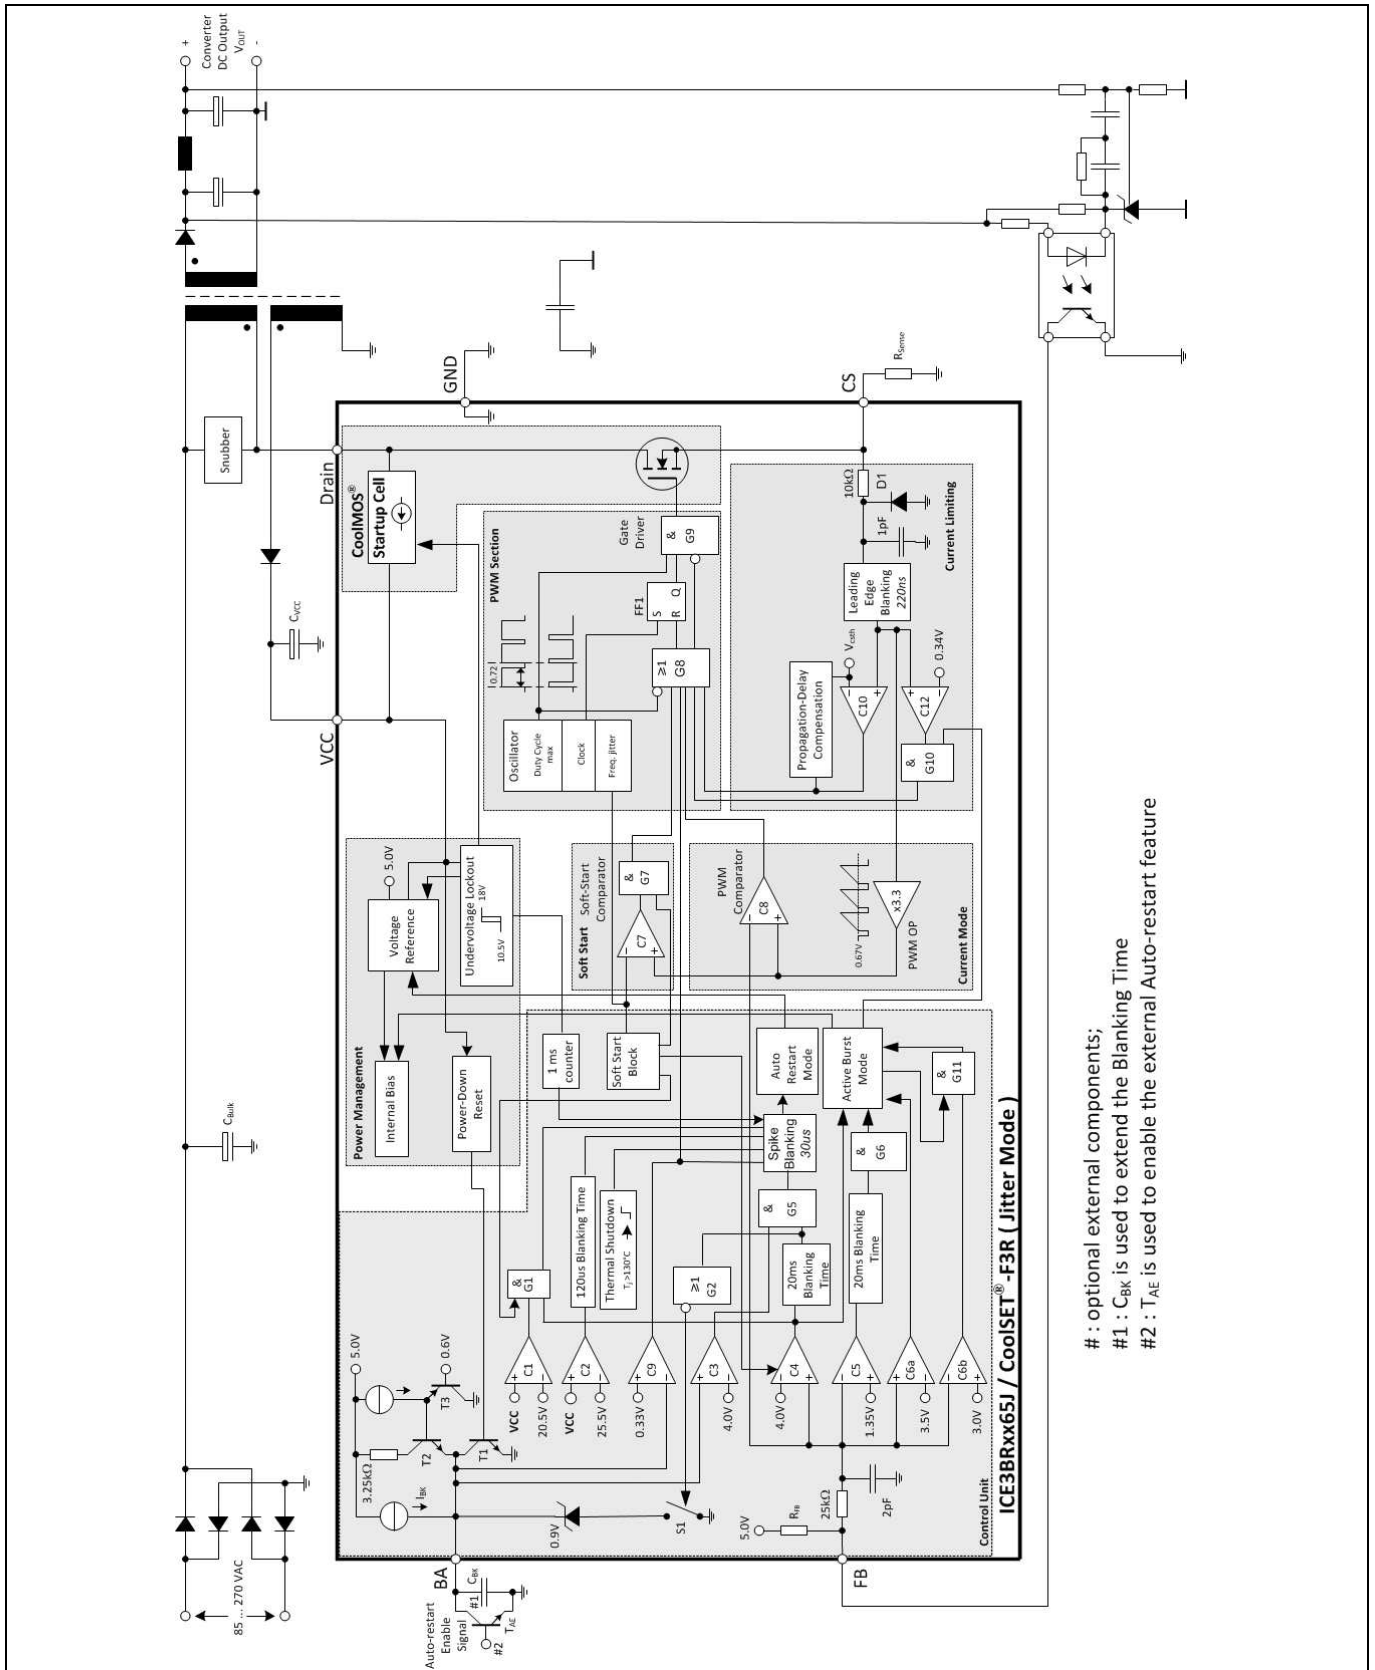 +
Converter
DC Output
VOUT
-
Snubber
CBulk
85 ... 270 VAC
CVCC
VCC
Drain
GND
CS
RSense
CoolMOS®
Startup Cell
Power Management
Internal Bias
Voltage
Reference
5.0V
Undervoltage Lockout
18V
10.5V
Power-Down
Reset
PWM Section
Oscillator
Duty Cycle
max
Clock
Freq. jitter
0.72
Gate
Driver
FF1
S
R
Q
&
G9
≥1
G8
Soft Start
Soft-Start
Comparator
C7
&
G7
Soft Start
Block
1 ms
counter
Current Mode
PWM
Comparator
C8
0.67V
x3.3
PWM OP
Current Limiting
10kΩ
D1
1pF
Leading
Edge
Blanking
220ns
Propagation-Delay
Compensation
Vcsth
C10
C12
0.34V
&
G10
Control Unit
5.0V
3.25kΩ
IBK
T2
T3
0.6V
T1
0.9V
S1
BA
CBK
#1
#2
TAE
Auto-restart
Enable
Signal
VCC
20.5V
C1
&
G1
VCC
25.5V
C2
120us Blanking Time
Thermal Shutdown
Tj >130°C
0.33V
C9
4.0V
C3
≥1
G2
4.0V
C4
20ms
Blanking
Time
&
G5
Spike
Blanking
30us
Auto
Restart
Mode
1.35V
C5
20ms Blanking
Time
&
G6
Active Burst
Mode
3.5V
C6a
3.0V
C6b
&
G11
FB
5.0V
RFB
25kΩ
2pF
ICE3BRxx65J / CoolSET® -F3R ( Jitter Mode )
# : optional external components;
#1 : CBK is used to extend the Blanking Time
#2 : TAE is used to enable the external Auto-restart feature